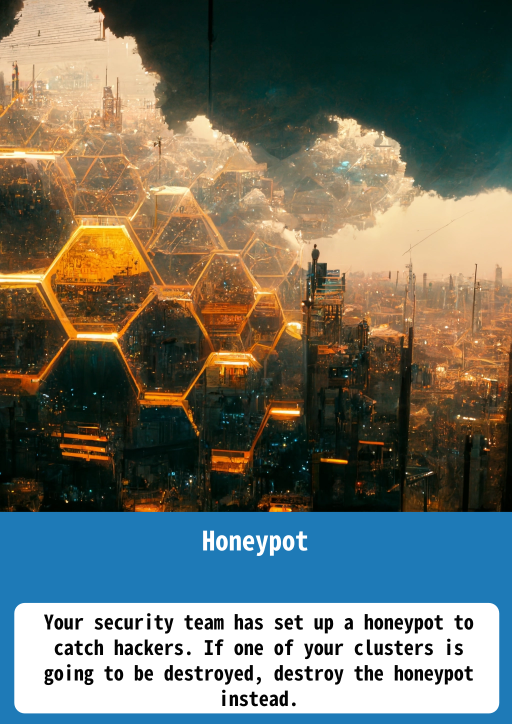 Honeypot
Your security team has set up a honeypot to
catch hackers. If one of your clusters is
going to be destroyed, destroy the honeypot
instead.